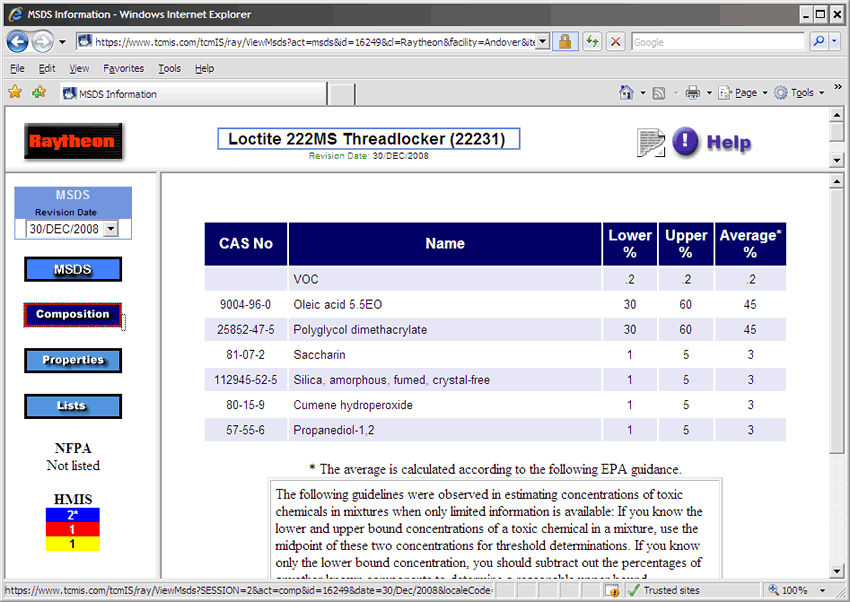 MSDS Information - Windows Internet Explorer
https://www.tcmis.com/tcmIS/ray/ViewMsds?act=msds&id=16249&cl=Raytheon&facility=Andover&ite
Google
File Edit View Favorites Tools Help
MSDS Information
Page Tools »
Raytheon
Loctite 222MS Threadlocker (22231)
Revision Date: 30/DEC/2008
! Help
MSDS
Revision Date
30/DEC/2008
MSDS
Composition
Properties
Lists
NFPA
Not listed
HMIS
2*
1
1
CAS No Name Lower % Upper % Average* %
VOC .2 .2 .2
9004-96-0 Oleic acid 5.5EO 30 60 45
25852-47-5 Polyglycol dimethacrylate 30 60 45
81-07-2 Saccharin 1 5 3
112945-52-5 Silica, amorphous, fumed, crystal-free 1 5 3
80-15-9 Cumene hydroperoxide 1 5 3
57-55-6 Propanediol-1,2 1 5 3
* The average is calculated according to the following EPA guidance.
The following guidelines were observed in estimating concentrations of toxic
chemicals in mixtures when only limited information is available: If you know the
lower and upper bound concentrations of a toxic chemical in a mixture, use the
midpoint of these two concentrations for threshold determinations. If you know
only the lower bound concentration, you should subtract out the percentages of
https://www.tcmis.com/tcmIS/ray/ViewMsds?SESSION=2&act=comp&id=16249&date=30/Dec/2008&localeCode
Trusted sites
100%